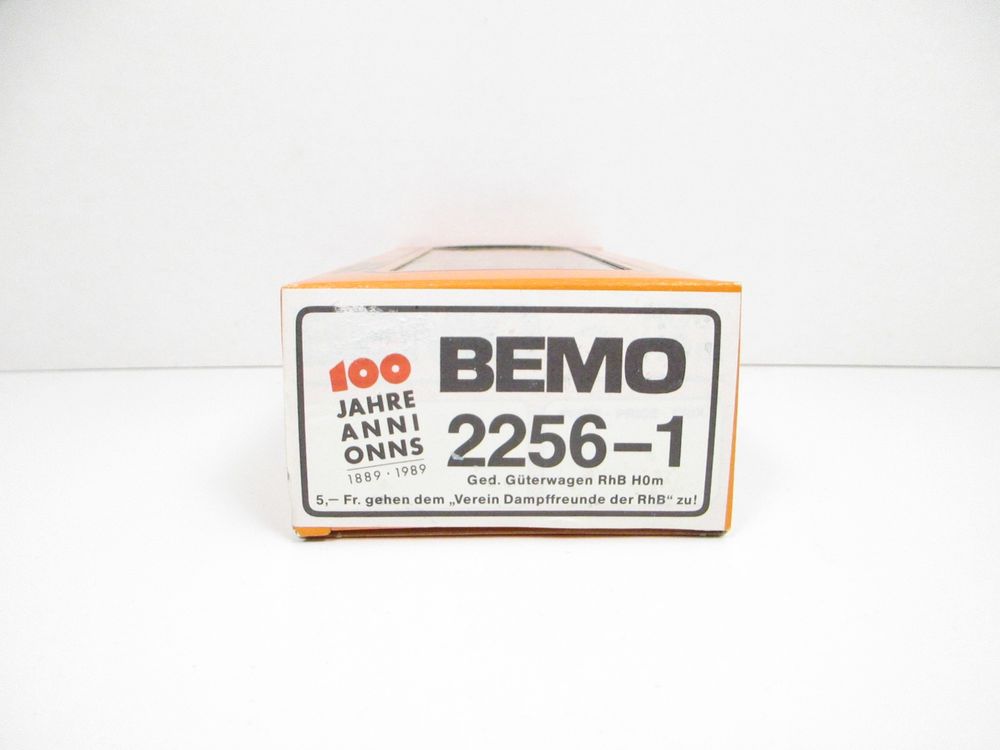 100
JAHRE
ANNI
ONNS
1889 · 1989
BEMO
2256-1
Ged. Güterwagen RhB H0m
5,— Fr. gehen dem „Verein Dampffreunde der RhB“ zu!